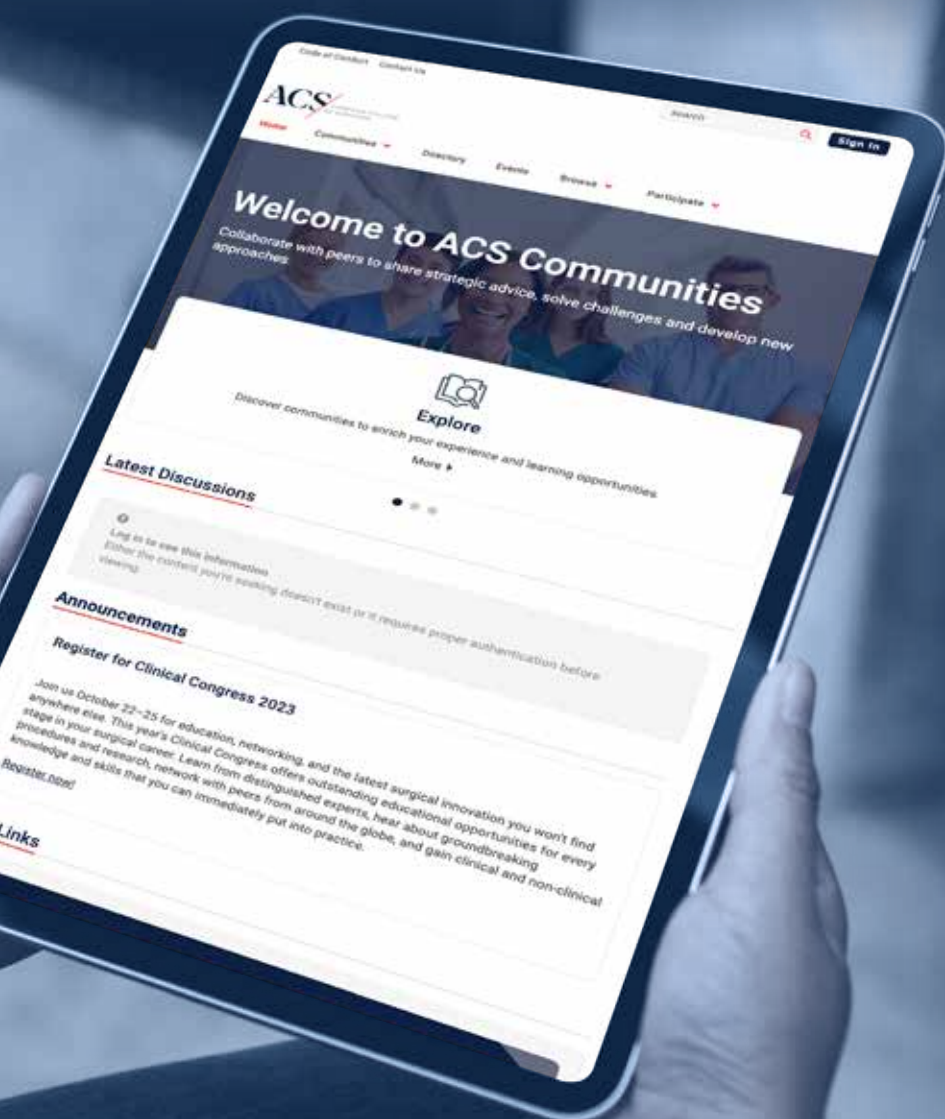 Code of Conduct Contact Us
Search
Sign In
ACS
Home Communities Directory Events Browse Participate
Welcome to ACS Communities
Collaborate with peers to share strategic advice, solve challenges and develop new
approaches
Explore
Discover communities to enrich your experience and learning opportunities
More
Latest Discussions
Log in to see this information
Either the content you're seeking doesn't exist or it requires proper authentication before
viewing.
Announcements
Register for Clinical Congress 2023
Join us October 22–25 for education, networking, and the latest surgical innovation you won't find
anywhere else. This year's Clinical Congress offers outstanding educational opportunities for every
stage in your surgical career. Learn from distinguished experts, hear about groundbreaking
procedures and research, network with peers from around the globe, and gain clinical and non-clinical
knowledge and skills that you can immediately put into practice.
Register now!
Links